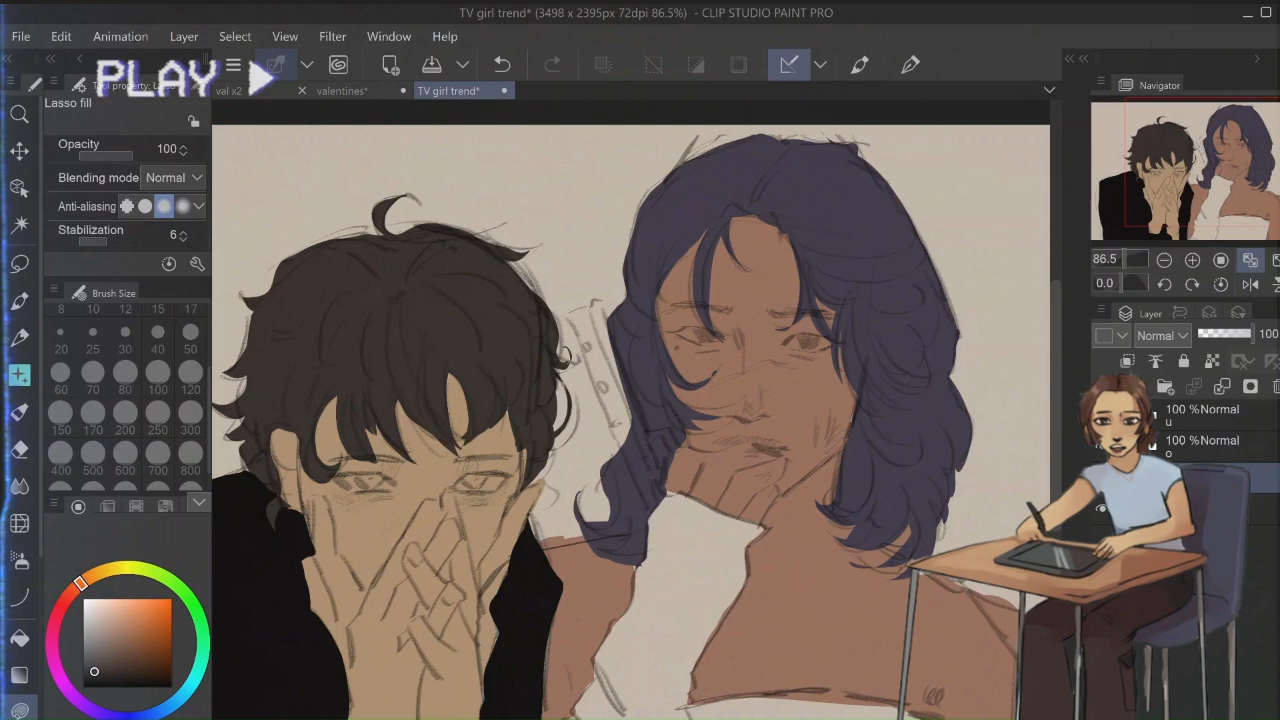 TV girl trend* (3498 x 2395px 72dpi 86.5%) - CLIP STUDIO PAINT PRO
File Edit Animation Layer Select View Filter Window Help
PLAY
Tool property: Lasso
val x2 valentines* TV girl trend*
Navigator
Lasso fill
Opacity 100
Blending mode Normal
Anti-aliasing
Stabilization 6
86.5
0.0
Brush Size
8 10 12 15 17
20 25 30 40 50
60 70 80 100 120
150 170 200 250 300
400 500 600 700 800
Layer
Normal 100
100 %Normal
u
100 %Normal
o